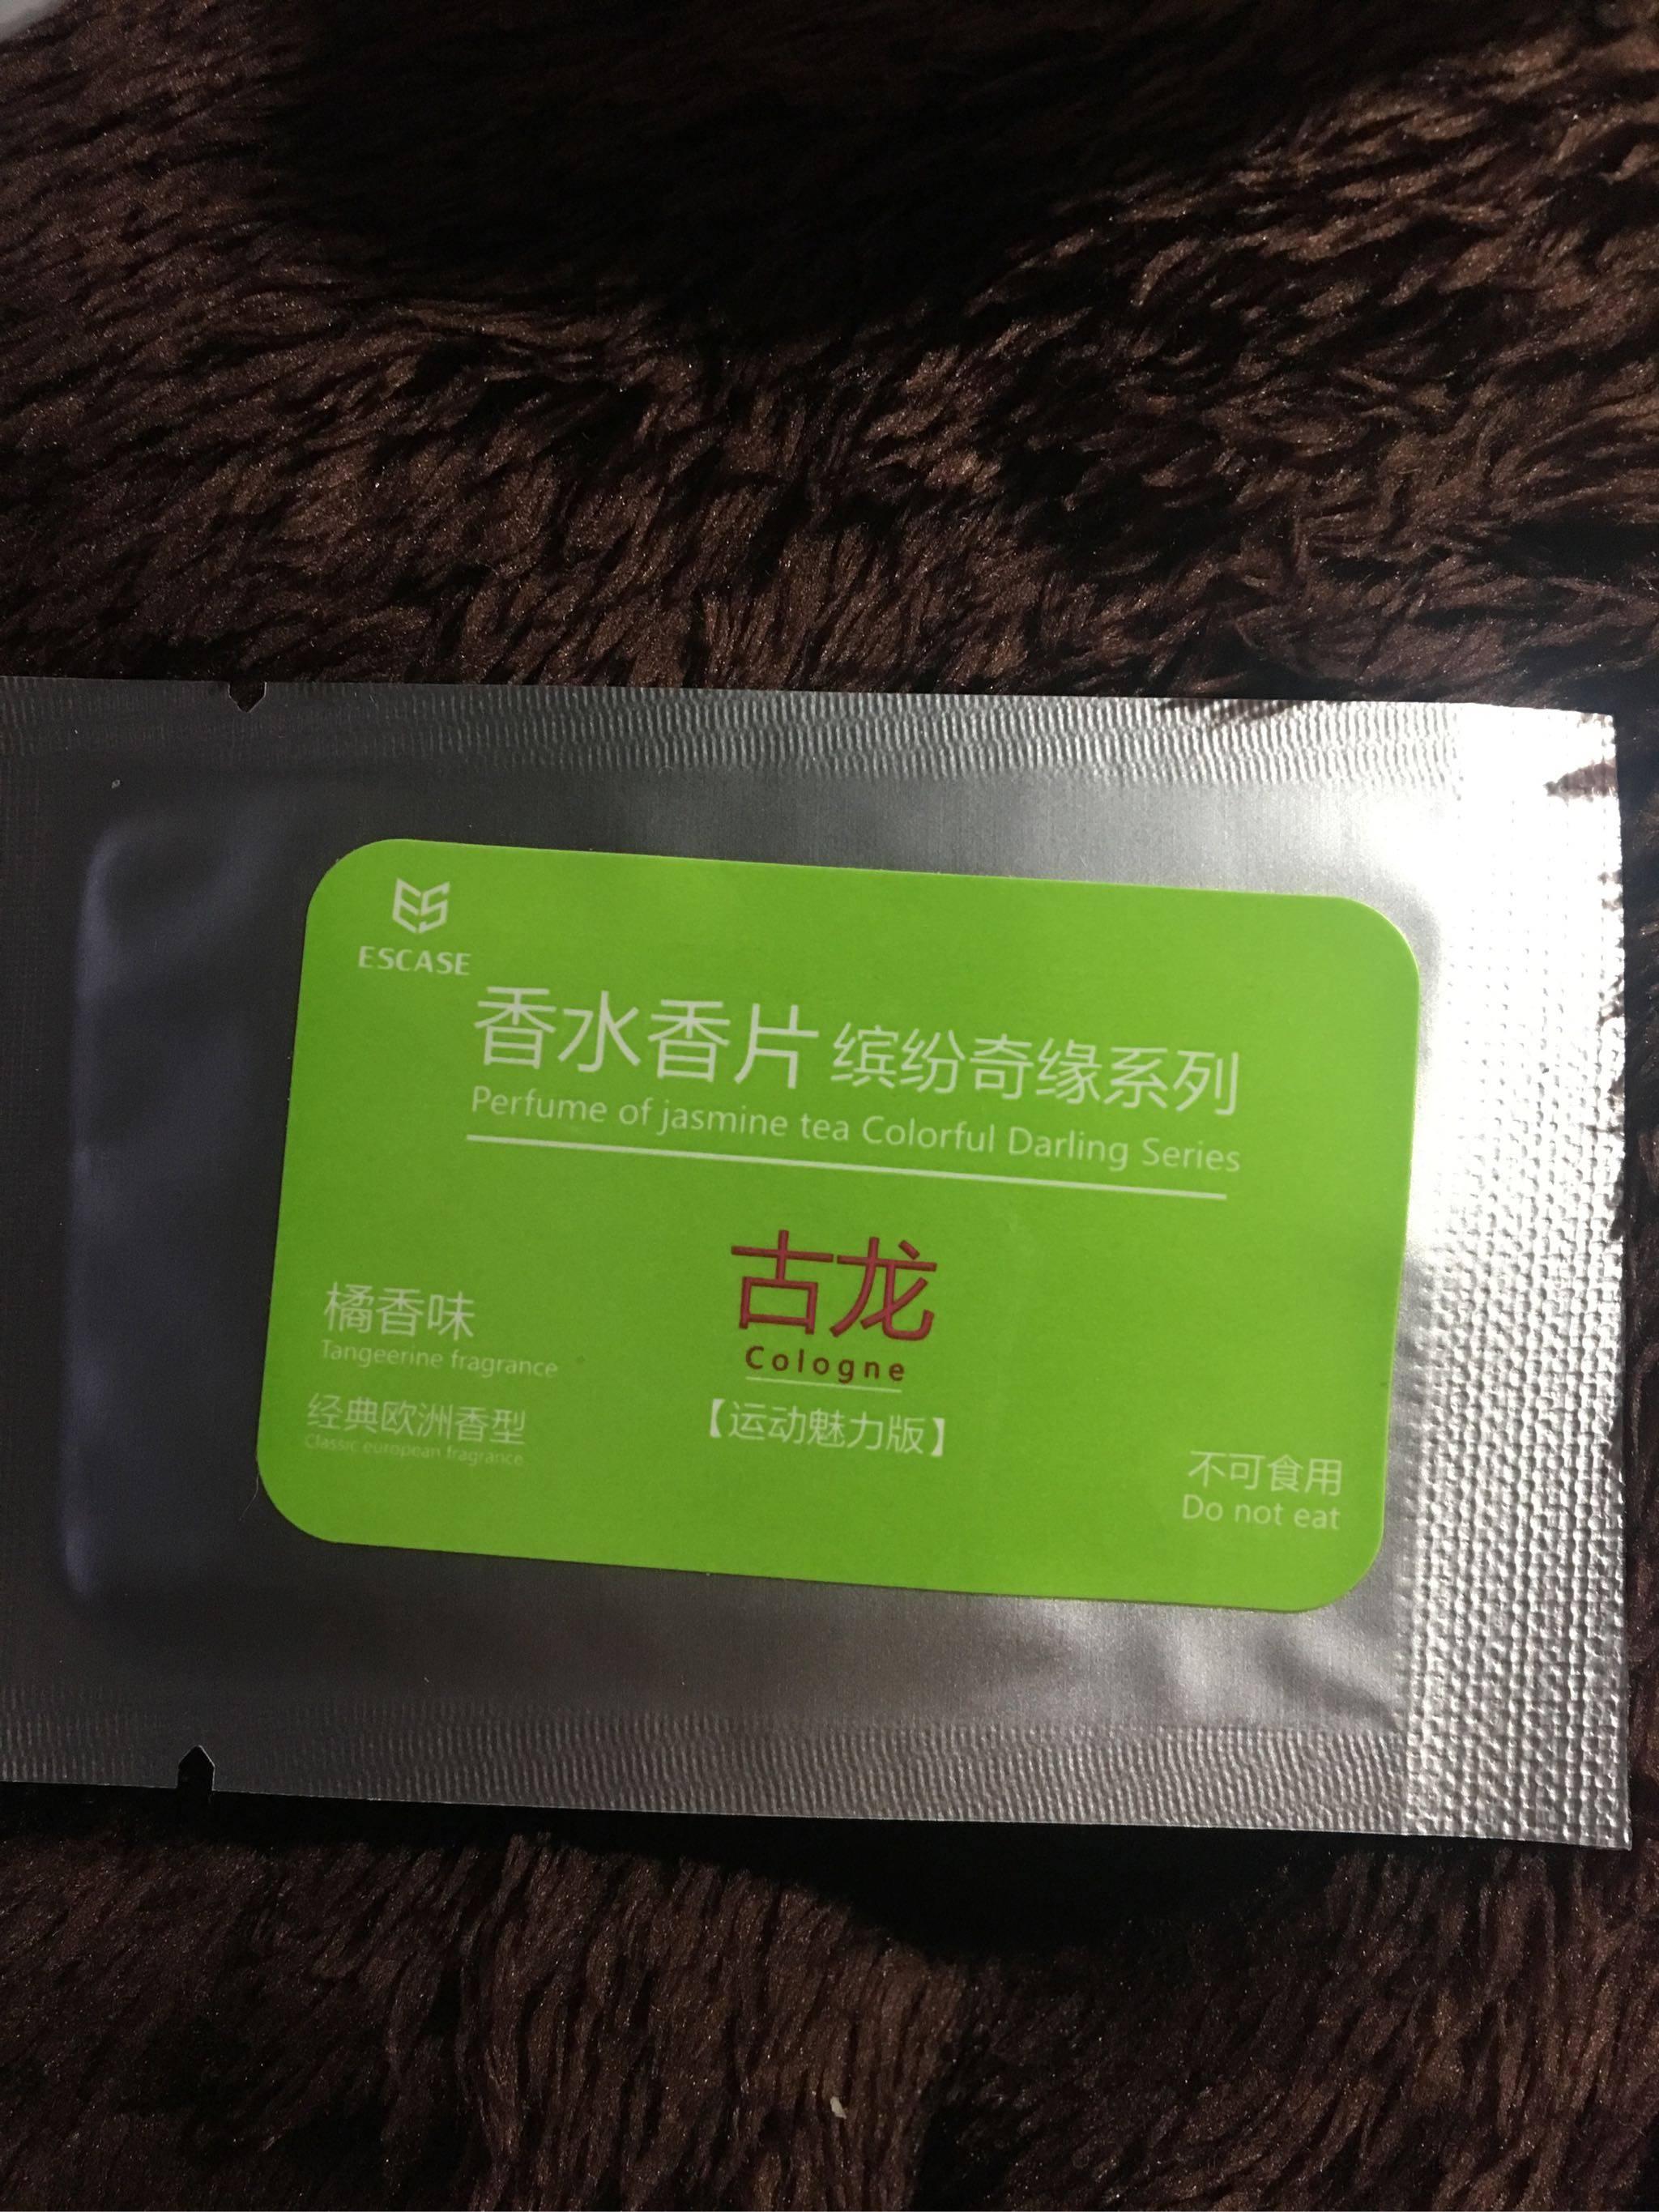 ESCASE
香水香片 缤纷奇缘系列
Perfume of jasmine tea Colorful Darling Series
古龙
Cologne
【运动魅力版】
橘香味
Tangeerine fragrance
经典欧洲香型
Classic european fragrance
不可食用
Do not eat